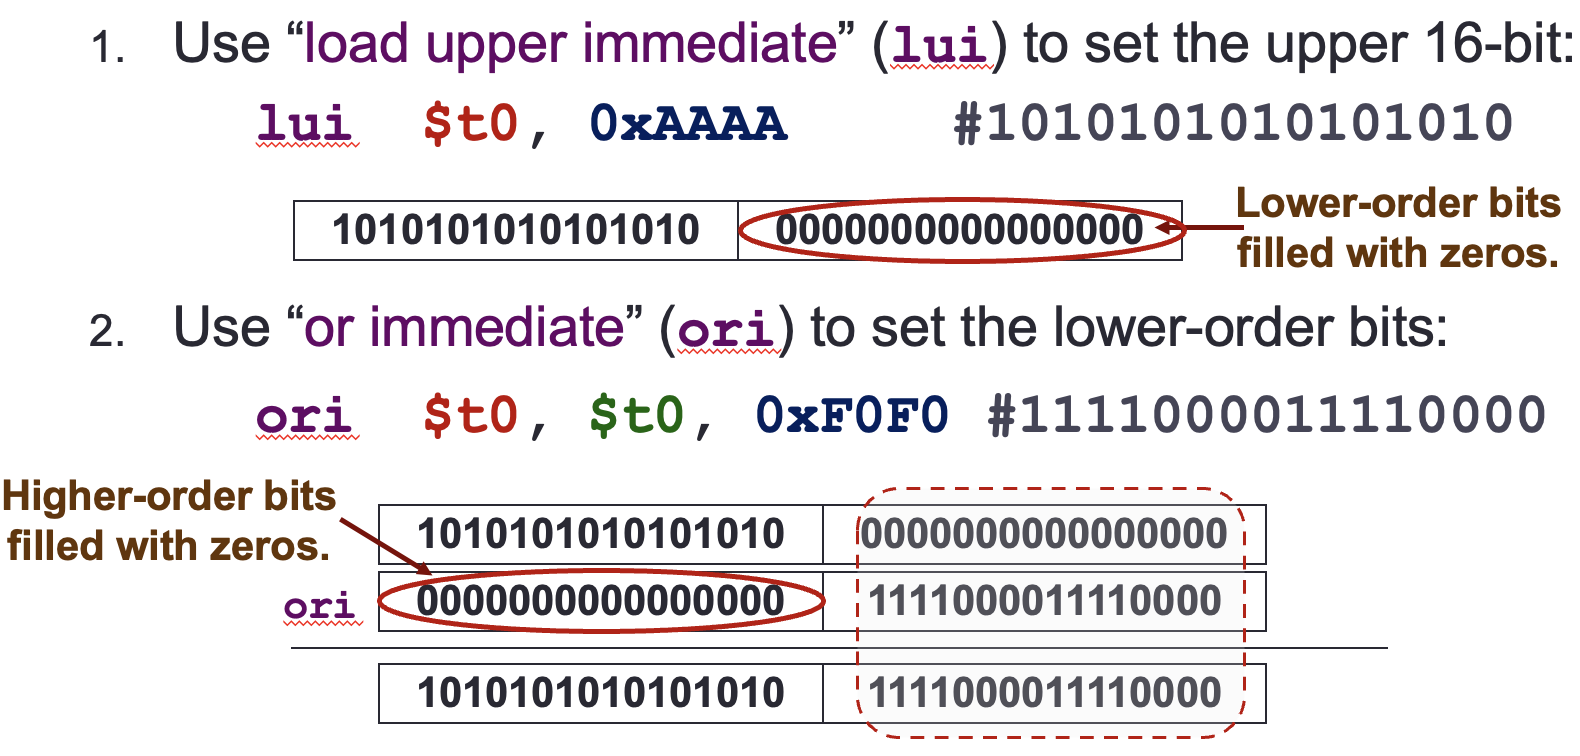 1. Use “load upper immediate” (lui) to set the upper 16-bit:
lui $t0, 0xAAAA #1010101010101010
1010101010101010 0000000000000000
Lower-order bits
filled with zeros.
2. Use “or immediate” (ori) to set the lower-order bits:
ori $t0, $t0, 0xF0F0 #1111000011110000
Higher-order bits
filled with zeros.
1010101010101010 0000000000000000
ori 0000000000000000 1111000011110000
1010101010101010 1111000011110000